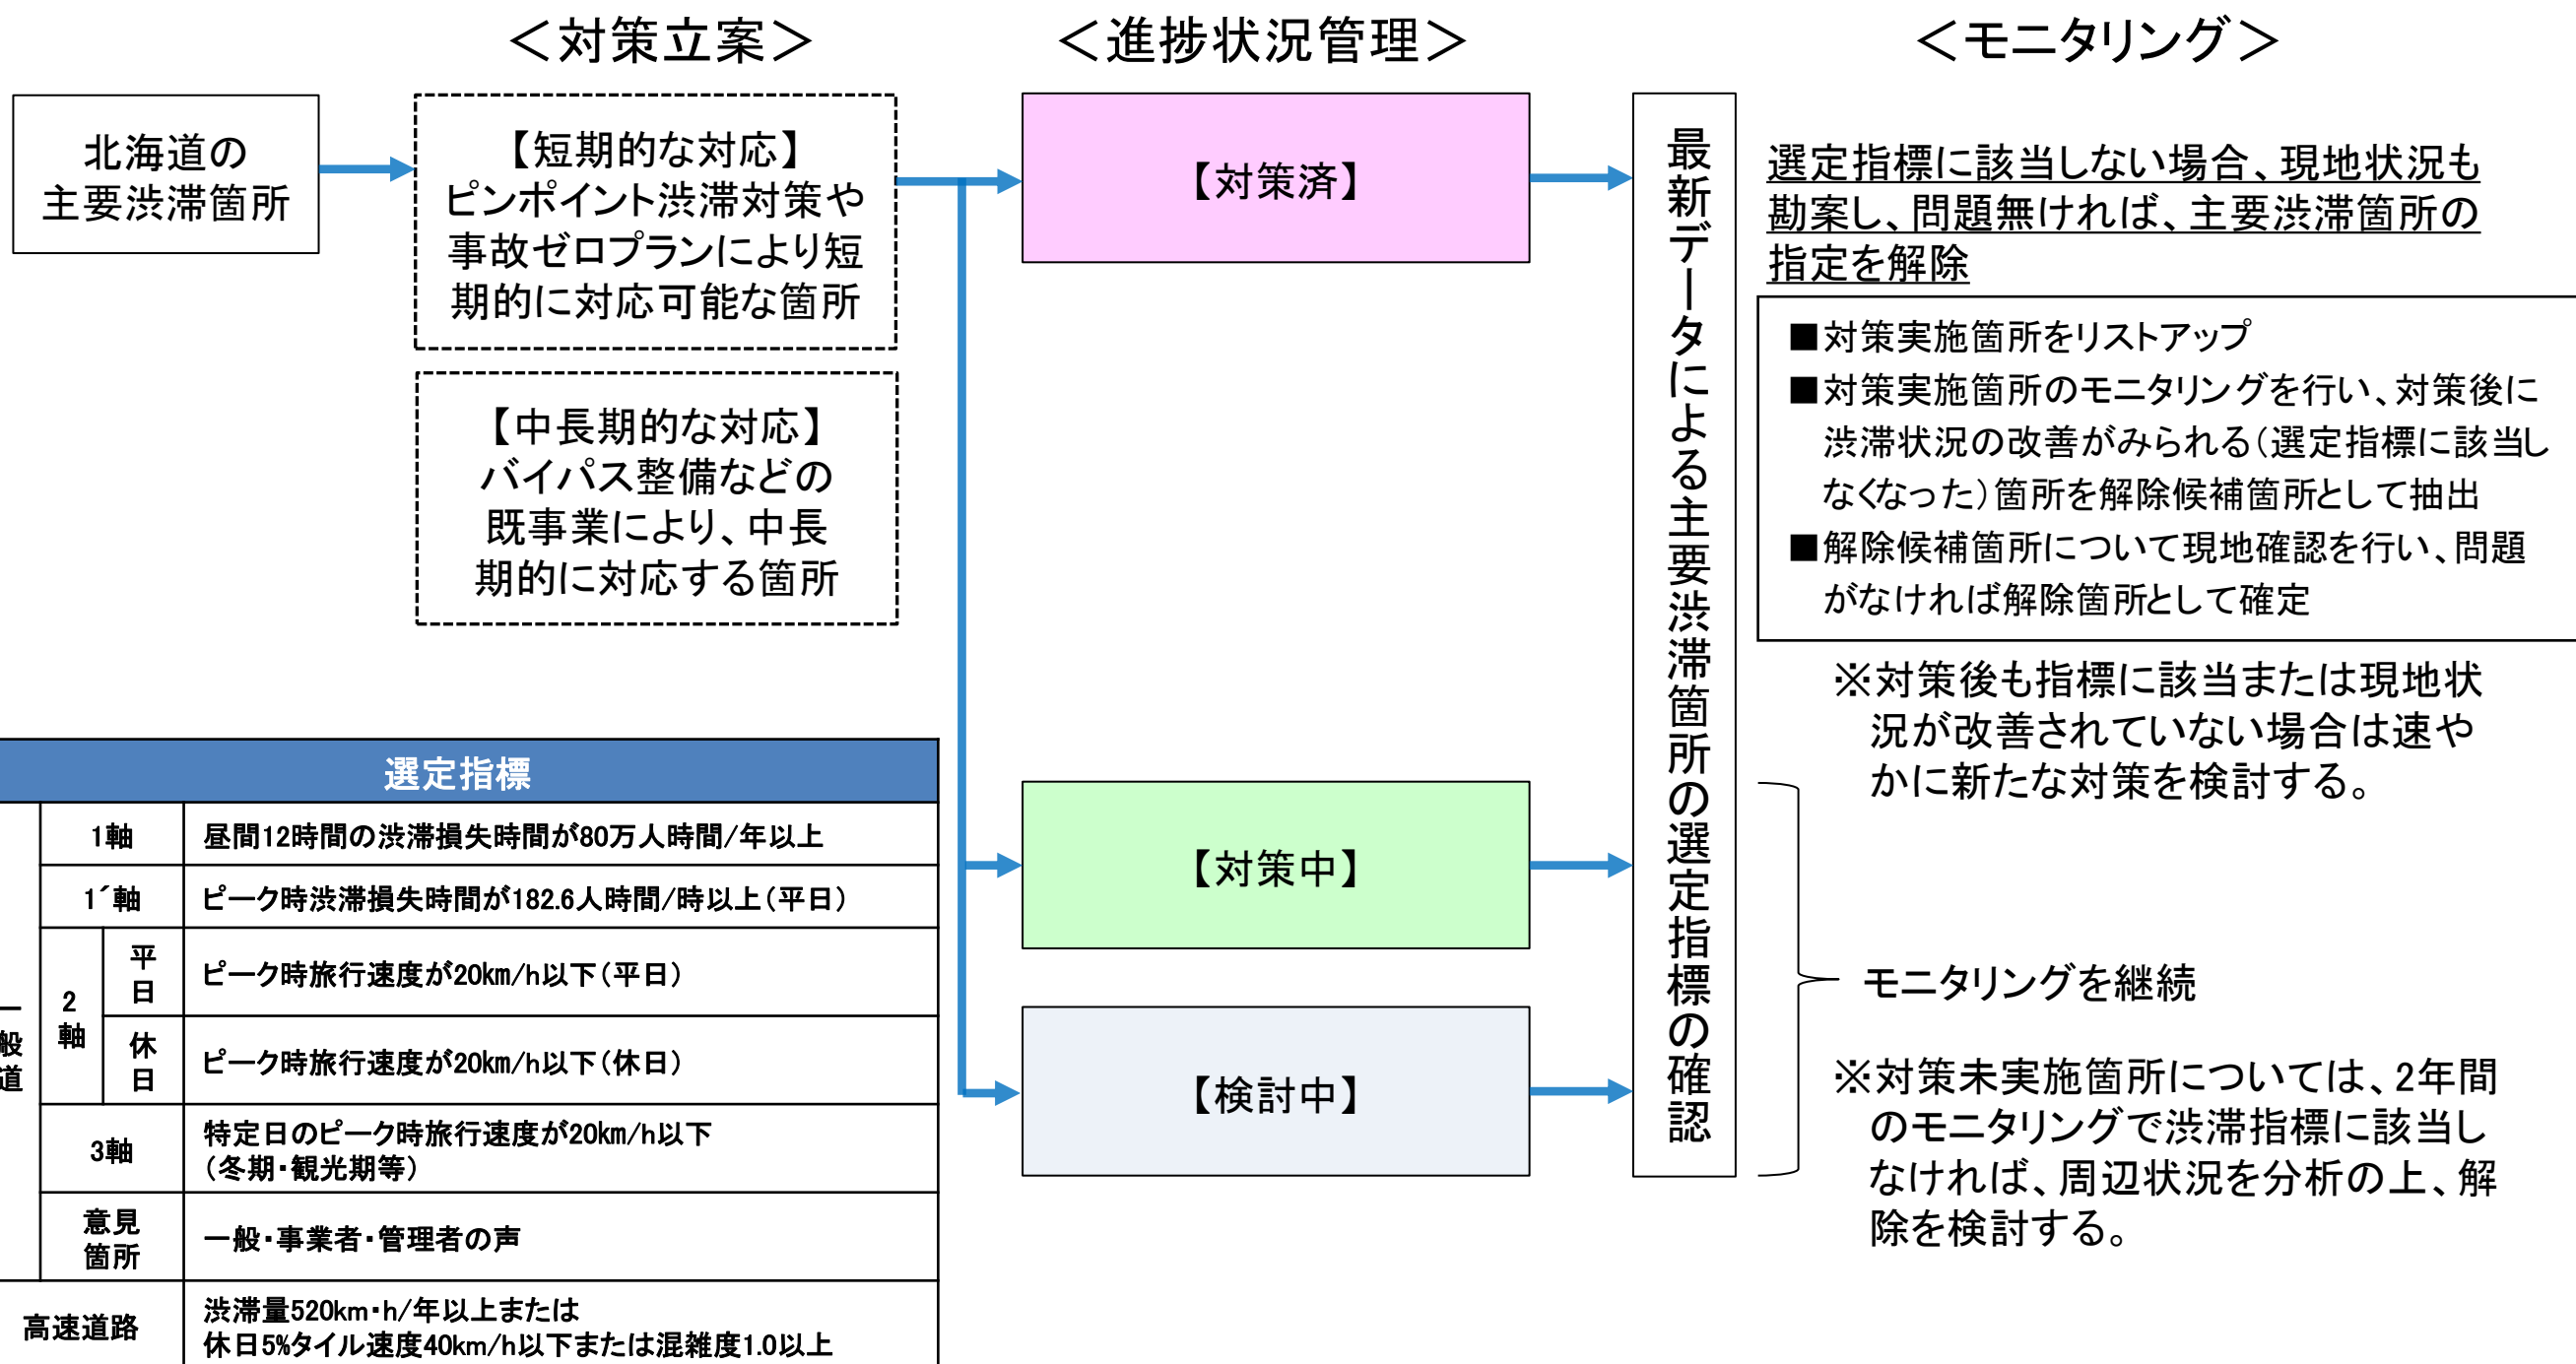 ＜対策立案＞
＜進捗状況管理＞
＜モニタリング＞
北海道の
主要渋滞箇所
【短期的な対応】
ピンポイント渋滞対策や
事故ゼロプランにより短
期的に対応可能な箇所
【中長期的な対応】
バイパス整備などの
既事業により、中長
期的に対応する箇所
【対策済】
【対策中】
【検討中】
最新データによる主要渋滞箇所の選定指標の確認
選定指標に該当しない場合、現地状況も
勘案し、問題無ければ、主要渋滞箇所の
指定を解除
■対策実施箇所をリストアップ
■対策実施箇所のモニタリングを行い、対策後に
渋滞状況の改善がみられる（選定指標に該当し
なくなった）箇所を解除候補箇所として抽出
■解除候補箇所について現地確認を行い、問題
がなければ解除箇所として確定
※対策後も指標に該当または現地状
況が改善されていない場合は速や
かに新たな対策を検討する。
モニタリングを継続
※対策未実施箇所については、2年間
のモニタリングで渋滞指標に該当し
なければ、周辺状況を分析の上、解
除を検討する。
選定指標
一般道
1軸
昼間12時間の渋滞損失時間が80万人時間/年以上
1´軸
ピーク時渋滞損失時間が182.6人時間/時以上（平日）
2軸
平日
ピーク時旅行速度が20㎞/h以下（平日）
休日
ピーク時旅行速度が20㎞/h以下（休日）
3軸
特定日のピーク時旅行速度が20㎞/h以下
（冬期・観光期等）
意見
箇所
一般・事業者・管理者の声
高速道路
渋滞量520km・h/年以上または
休日5%タイル速度40km/h以下または混雑度1.0以上